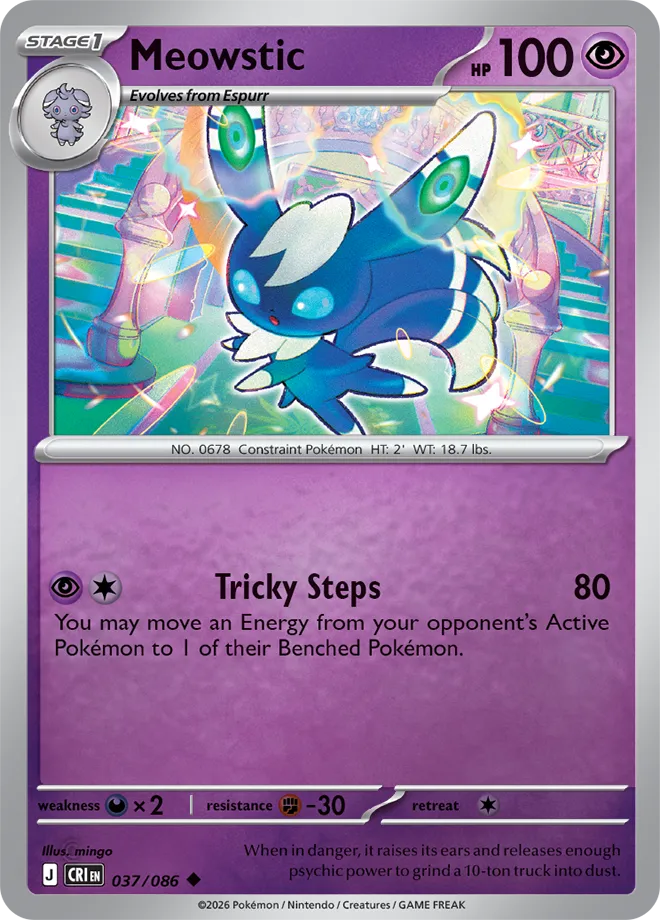 STAGE 1
Meowstic
HP 100
Evolves from Espurr
NO. 0678 Constraint Pokémon HT: 2' WT: 18.7 lbs.
Tricky Steps 80
You may move an Energy from your opponent's Active
Pokémon to 1 of their Benched Pokémon.
weakness ×2 resistance -30 retreat
Illus. mingo
When in danger, it raises its ears and releases enough
psychic power to grind a 10-ton truck into dust.
J CRI EN 037/086
©2026 Pokémon / Nintendo / Creatures / GAME FREAK